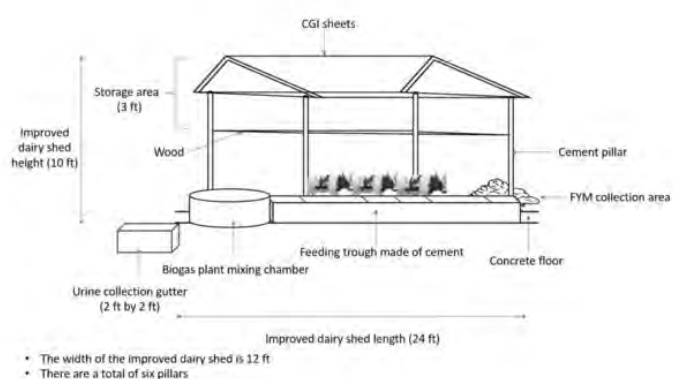 CGI sheets
Storage area
(3 ft)
Improved
dairy shed
height (10 ft)
Wood
Cement pillar
FYM collection area
Feeding trough made of cement
Concrete floor
Biogas plant mixing chamber
Urine collection gutter
(2 ft by 2 ft)
Improved dairy shed length (24 ft)
• The width of the improved dairy shed is 12 ft
• There are a total of six pillars